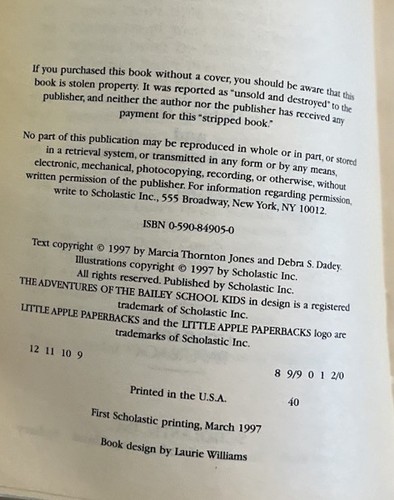 If you purchased this book without a cover, you should be aware that this
book is stolen property. It was reported as "unsold and destroyed" to the
publisher, and neither the author nor the publisher has received any
payment for this "stripped book."
No part of this publication may be reproduced in whole or in part, or stored
in a retrieval system, or transmitted in any form or by any means,
electronic, mechanical, photocopying, recording, or otherwise, without
written permission of the publisher. For information regarding permission,
write to Scholastic Inc., 555 Broadway, New York, NY 10012.
ISBN 0-590-84905-0
Text copyright © 1997 by Marcia Thornton Jones and Debra S. Dadey.
Illustrations copyright © 1997 by Scholastic Inc.
All rights reserved. Published by Scholastic Inc.
THE ADVENTURES OF THE BAILEY SCHOOL KIDS in design is a registered
trademark of Scholastic Inc.
LITTLE APPLE PAPERBACKS and the LITTLE APPLE PAPERBACKS logo are
trademarks of Scholastic Inc.
12 11 10 9 8 9/9 0 1 2/0
Printed in the U.S.A. 40
First Scholastic printing, March 1997
Book design by Laurie Williams